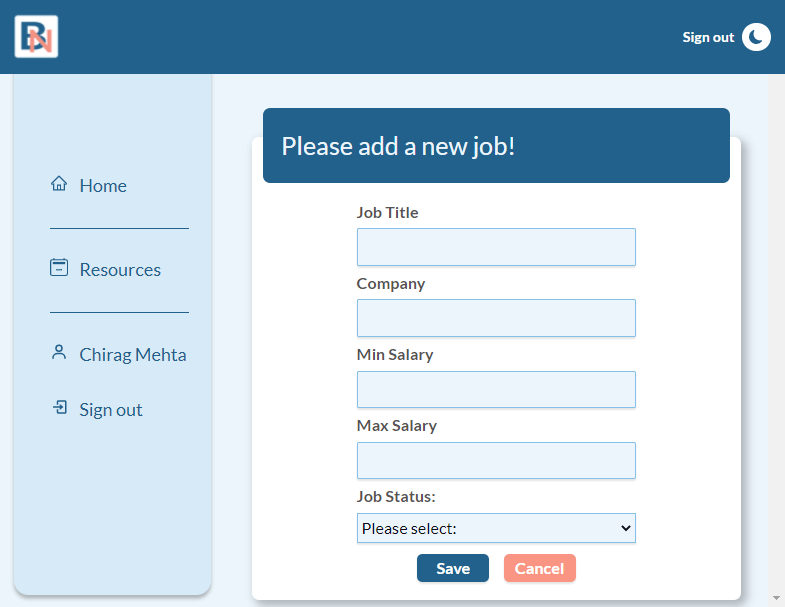 BN
Sign out
Home
Resources
Chirag Mehta
Sign out
Please add a new job!
Job Title
Company
Min Salary
Max Salary
Job Status:
Please select:
Save
Cancel